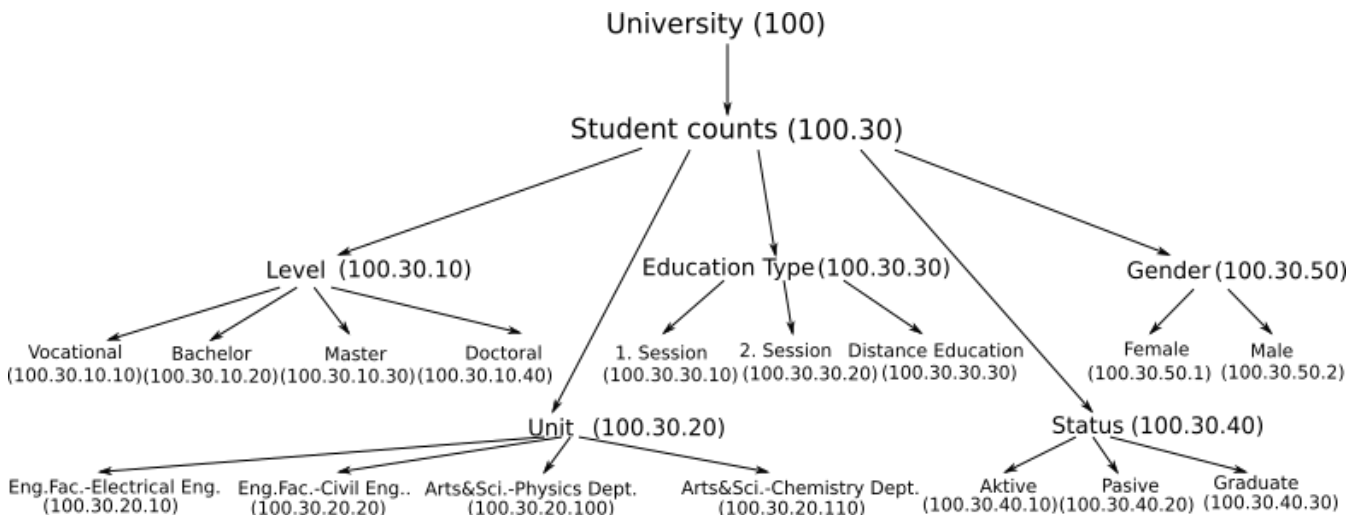 University (100)
Student counts (100.30)
Level (100.30.10)
Education Type (100.30.30)
Gender (100.30.50)
Vocational
(100.30.10.10)
Bachelor
(100.30.10.20)
Master
(100.30.10.30)
Doctoral
(100.30.10.40)
1. Session
(100.30.30.10)
2. Session
(100.30.30.20)
Distance Education
(100.30.30.30)
Female
(100.30.50.1)
Male
(100.30.50.2)
Unit (100.30.20)
Status (100.30.40)
Eng.Fac.-Electrical Eng.
(100.30.20.10)
Eng.Fac.-Civil Eng..
(100.30.20.20)
Arts&Sci.-Physics Dept.
(100.30.20.100)
Arts&Sci.-Chemistry Dept.
(100.30.20.110)
Aktive
(100.30.40.10)
Pasive
(100.30.40.20)
Graduate
(100.30.40.30)